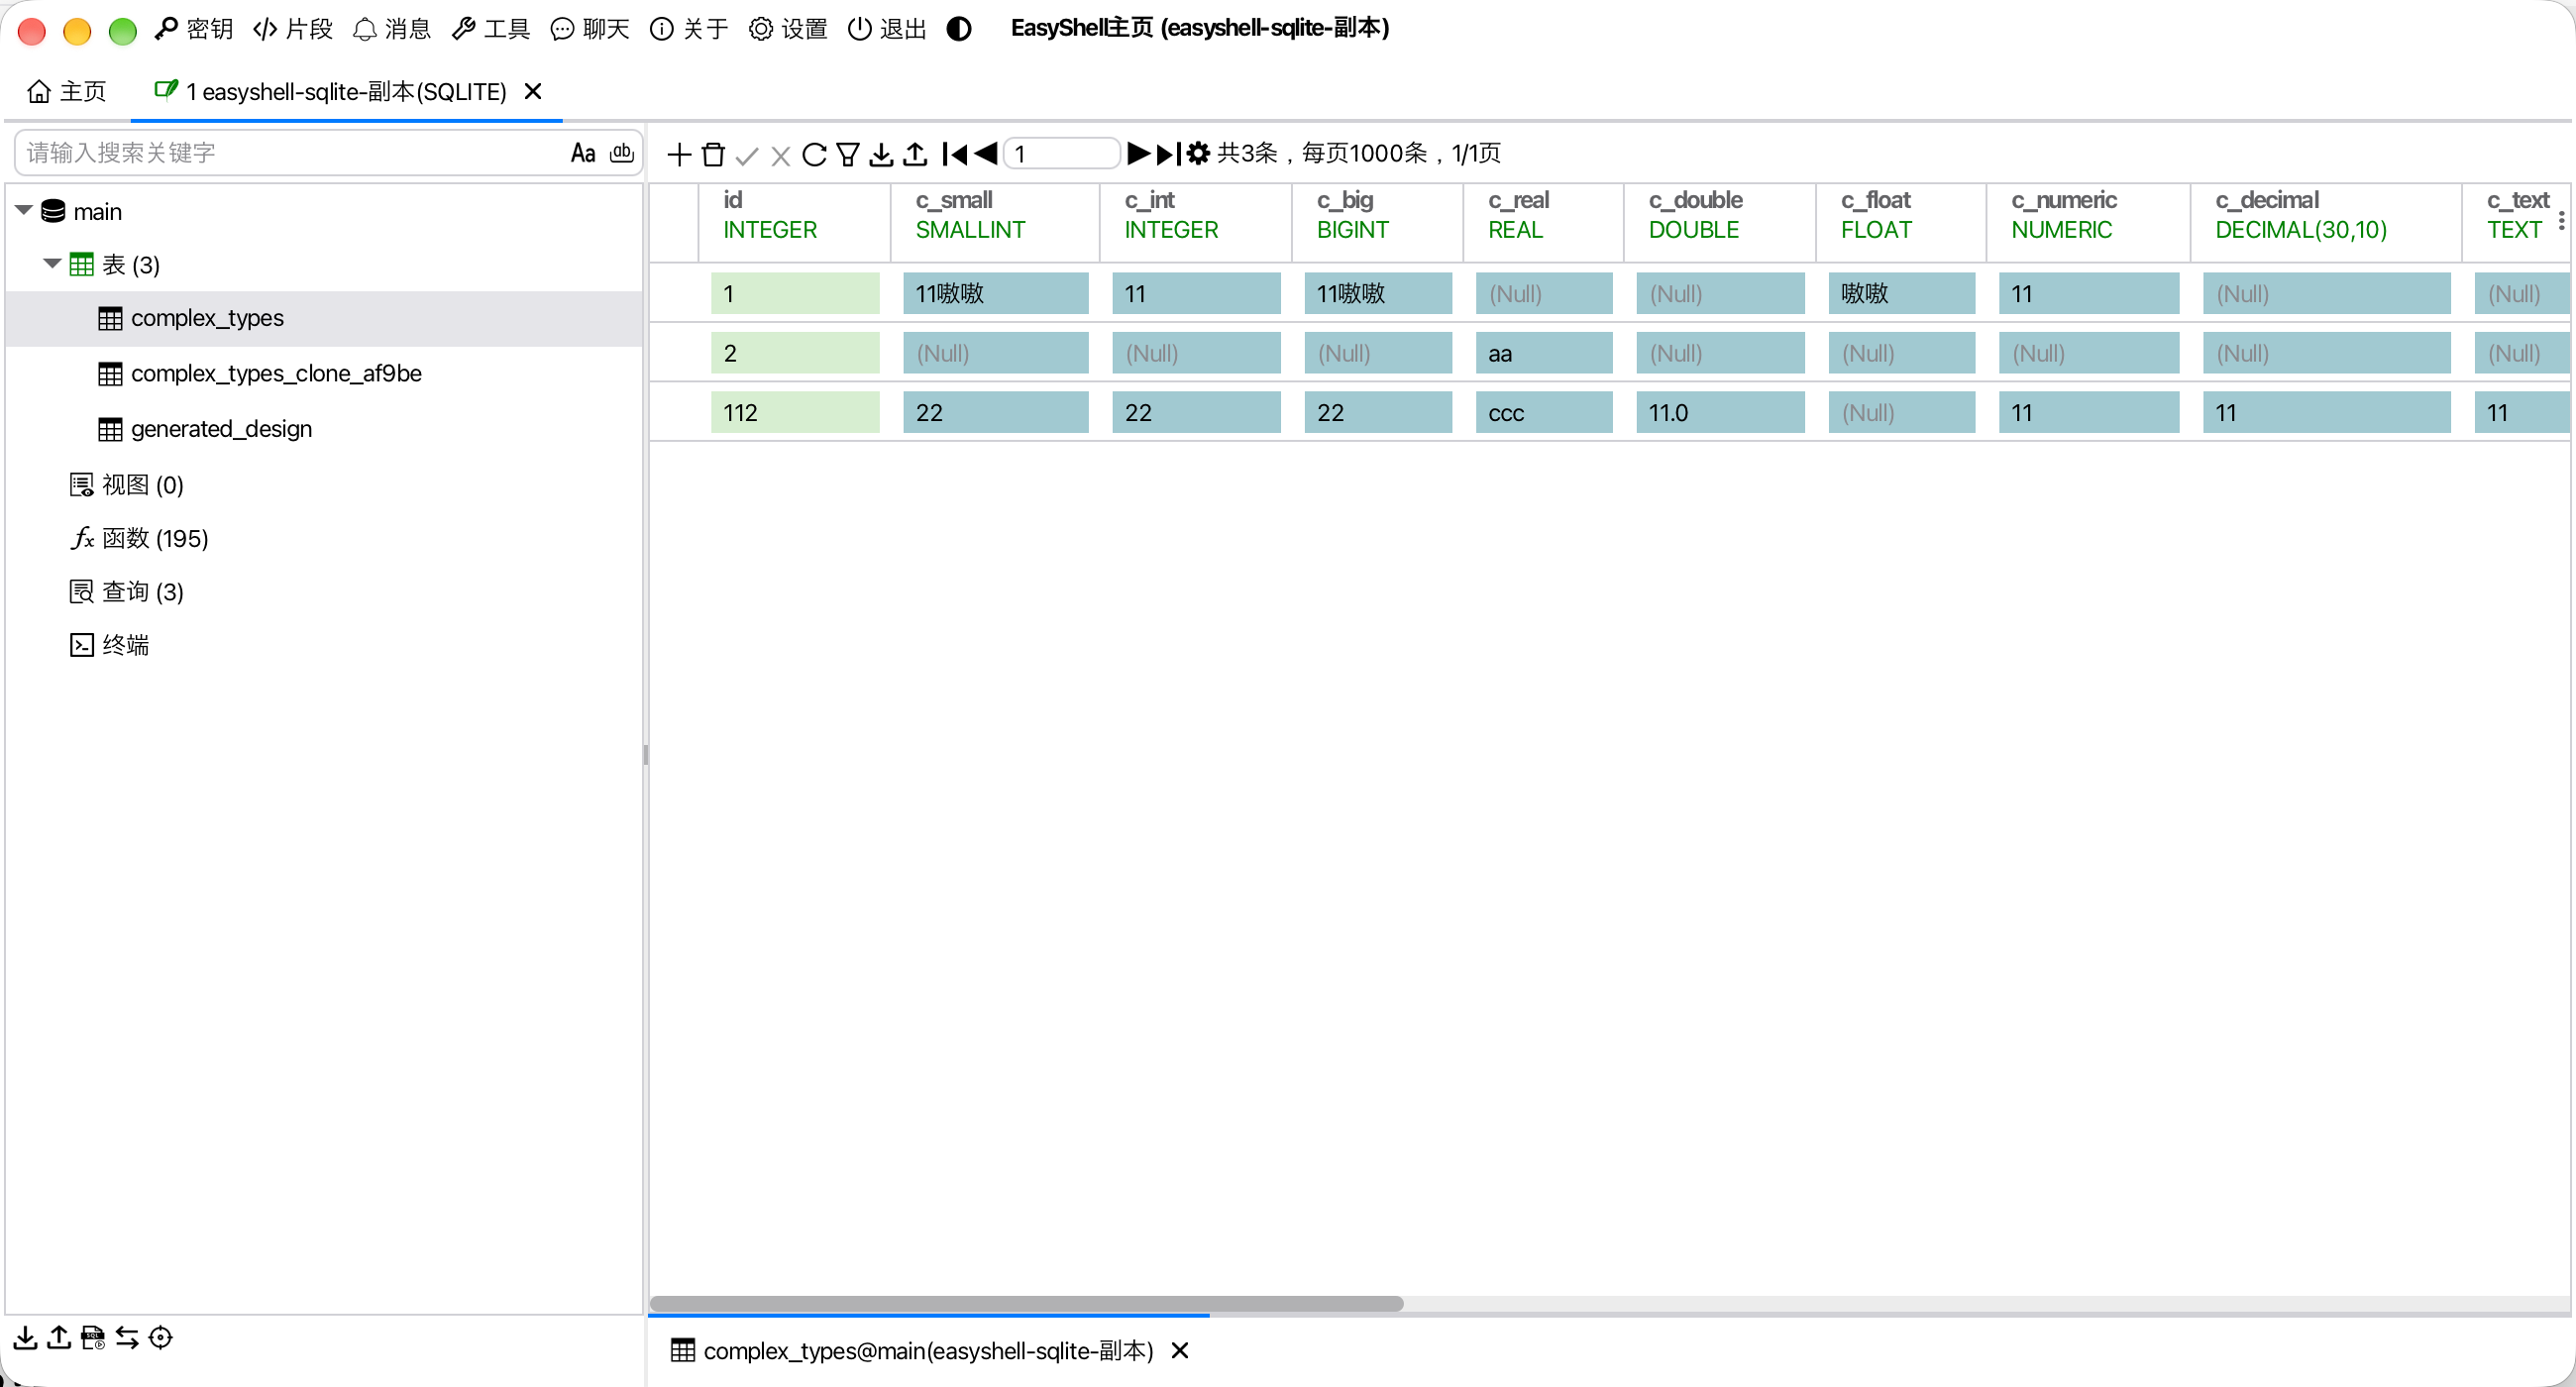 密钥 片段 消息 工具 聊天 关于 设置 退出 EasyShell主页 (easyshell-sqlite-副本)
主页 1 easyshell-sqlite-副本(SQLITE)
请输入搜索关键字 Aa ab
1 共3条，每页1000条，1/1页
main
表 (3)
complex_types
complex_types_clone_af9be
generated_design
视图 (0)
函数 (195)
查询 (3)
终端
id c_small c_int c_big c_real c_double c_float c_numeric c_decimal c_text
INTEGER SMALLINT INTEGER BIGINT REAL DOUBLE FLOAT NUMERIC DECIMAL(30,10) TEXT
1 11嗷嗷 11 11嗷嗷 (Null) (Null) 嗷嗷 11 (Null) (Null)
2 (Null) (Null) (Null) aa (Null) (Null) (Null) (Null) (Null)
112 22 22 22 ccc 11.0 (Null) 11 11 11
complex_types@main(easyshell-sqlite-副本)